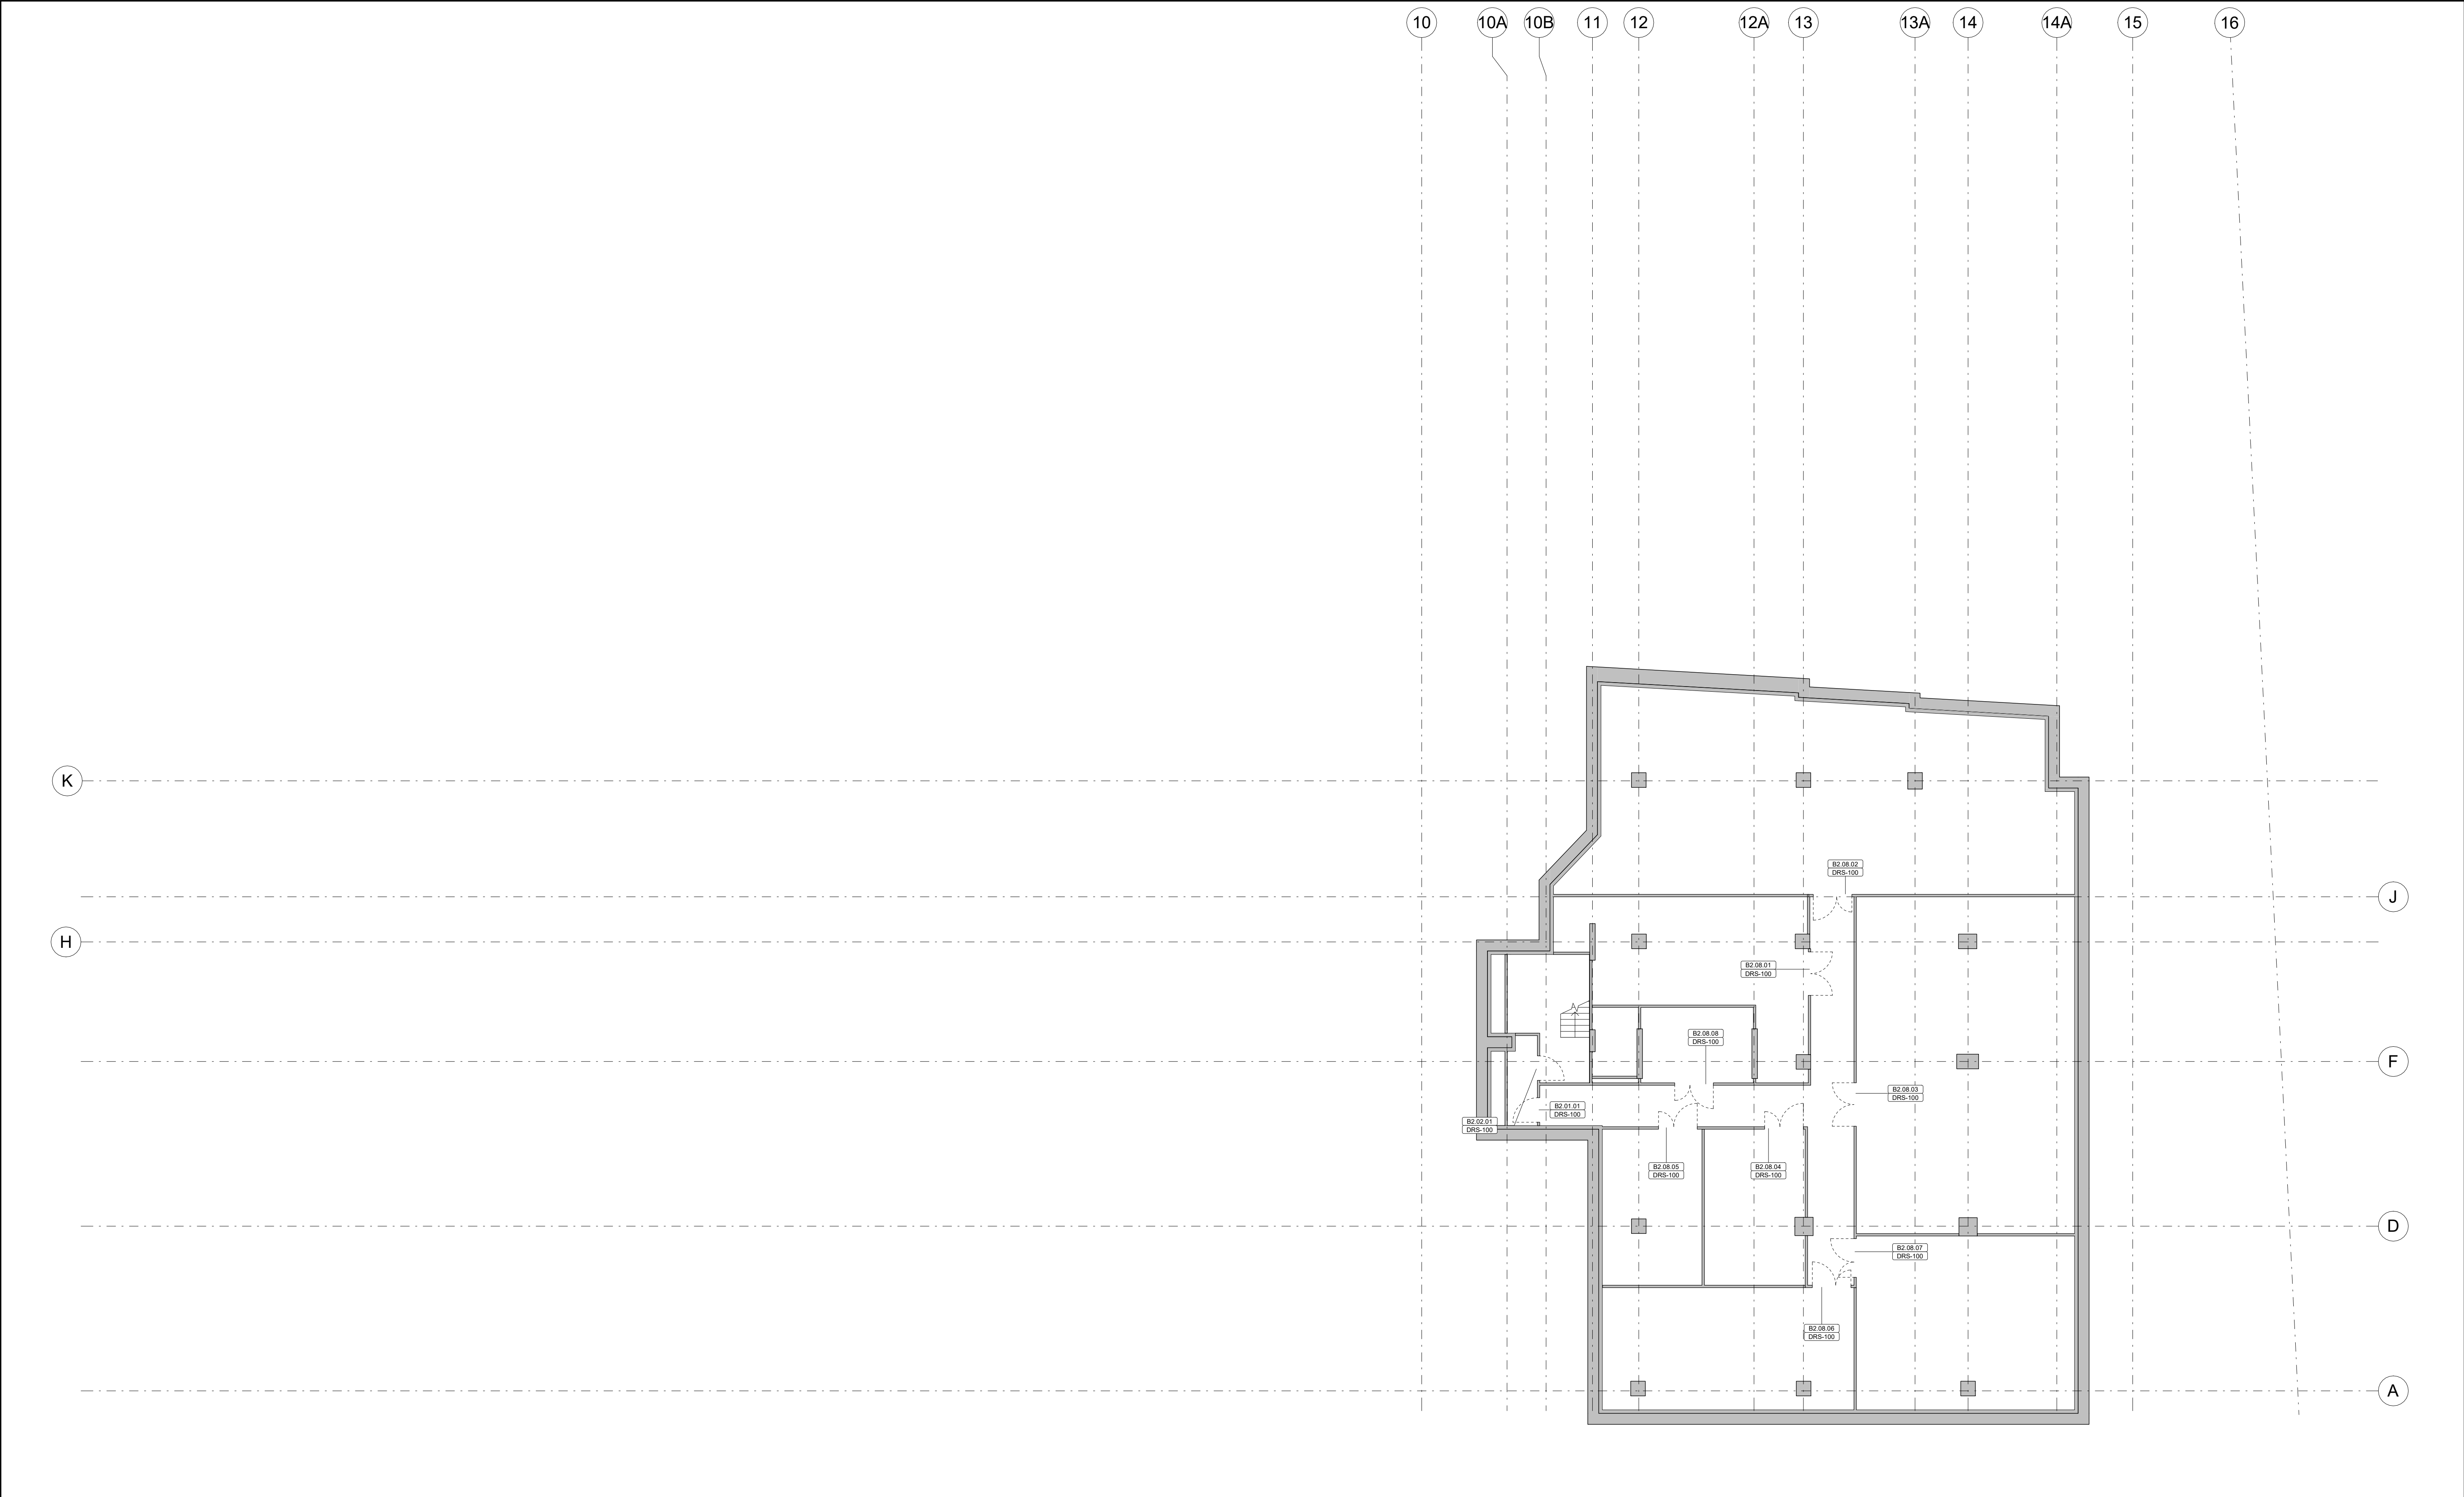 10 10A 10B 11 12 12A 13 13A 14 14A 15 16
K
B2.08.02
DRS-100
J
H
B2.08.01
DRS-100
B2.08.08
DRS-100
F
B2.08.03
DRS-100
B2.01.01
DRS-100
B2.02.01
DRS-100
B2.08.05
DRS-100
B2.08.04
DRS-100
D
B2.08.07
DRS-100
B2.08.06
DRS-100
A